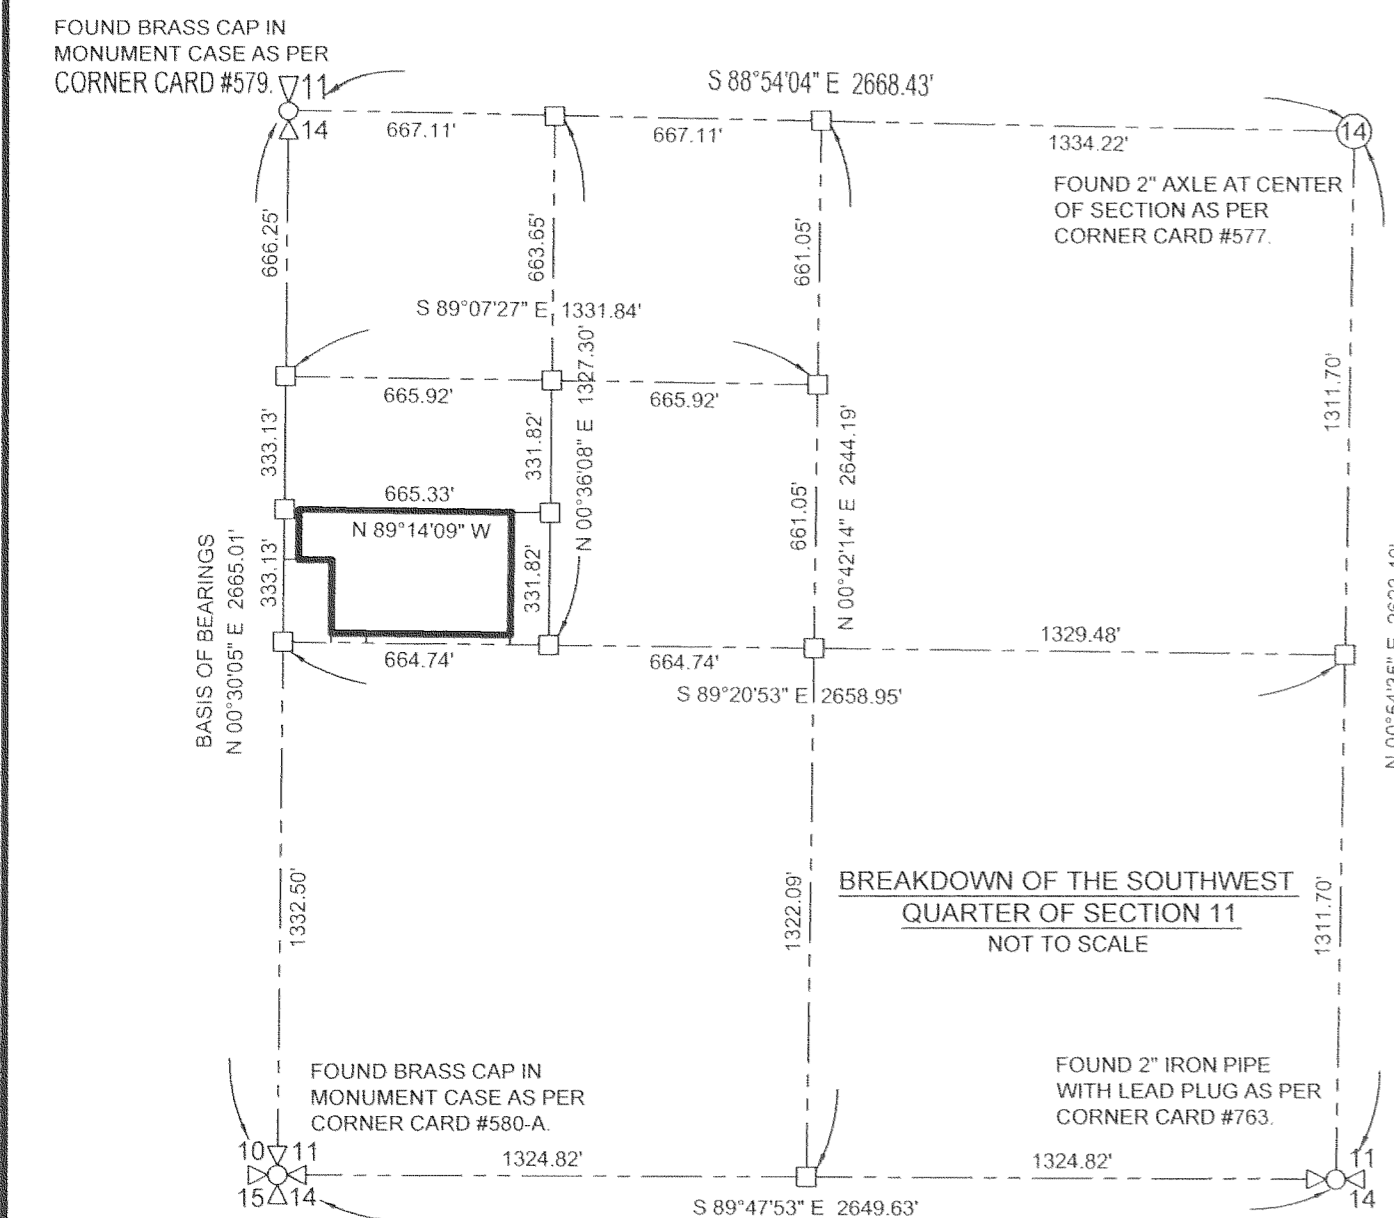 FOUND BRASS CAP IN
MONUMENT CASE AS PER
CORNER CARD #579.
11
14
S 88°54'04" E 2668.43'
667.11'
667.11'
1334.22'
14
FOUND 2" AXLE AT CENTER
OF SECTION AS PER
CORNER CARD #577.
666.25'
663.65'
661.05'
S 89°07'27" E 1331.84'
665.92'
665.92'
1311.70'
333.13'
331.82'
N 00°36'08" E 1327.30'
661.05'
N 00°42'14" E 2644.19'
665.33'
N 89°14'09" W
333.13'
331.82'
BASIS OF BEARINGS
N 00°30'05" E 2665.01'
664.74'
664.74'
1329.48'
S 89°20'53" E 2658.95'
1332.50'
1322.09'
1311.70'
BREAKDOWN OF THE SOUTHWEST
QUARTER OF SECTION 11
NOT TO SCALE
FOUND BRASS CAP IN
MONUMENT CASE AS PER
CORNER CARD #580-A.
FOUND 2" IRON PIPE
WITH LEAD PLUG AS PER
CORNER CARD #763.
10 11
15 14
1324.82'
1324.82'
11
14
S 89°47'53" E 2649.63'